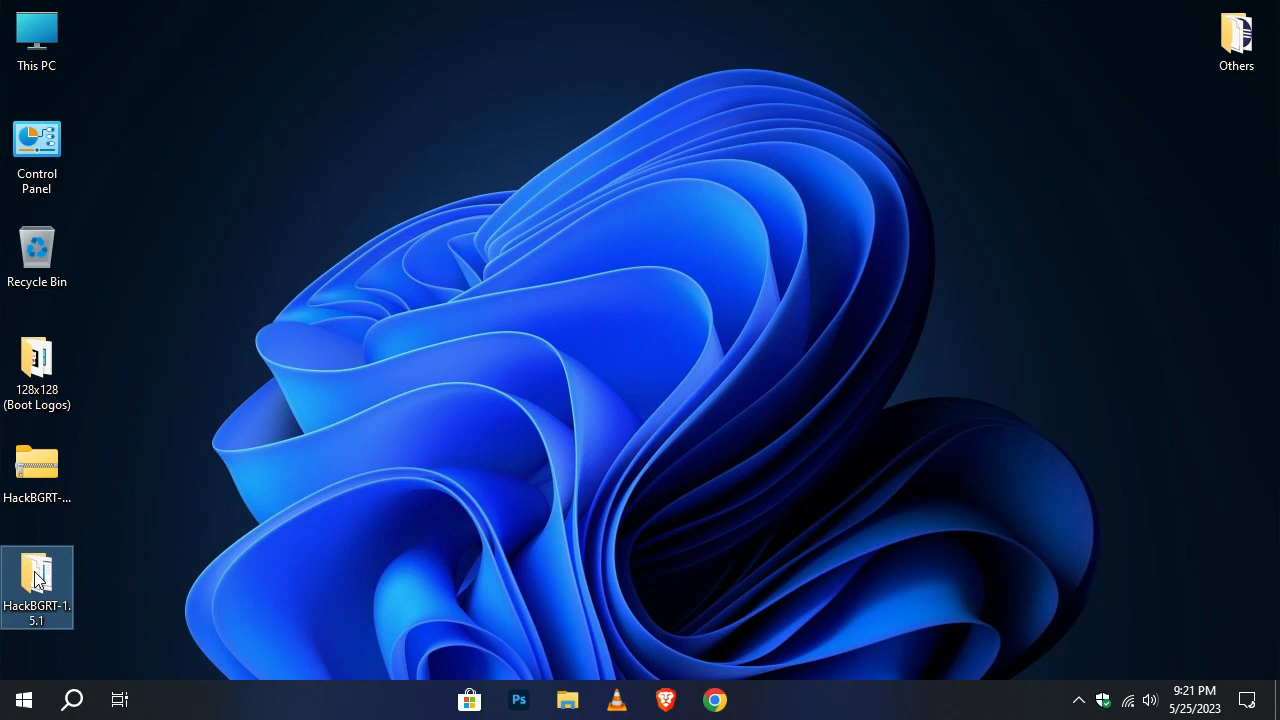 This PC
Control
Panel
Recycle Bin
128x128
(Boot Logos)
HackBGRT-...
HackBGRT-1.
5.1
Others
Ps
9:21 PM
5/25/2023